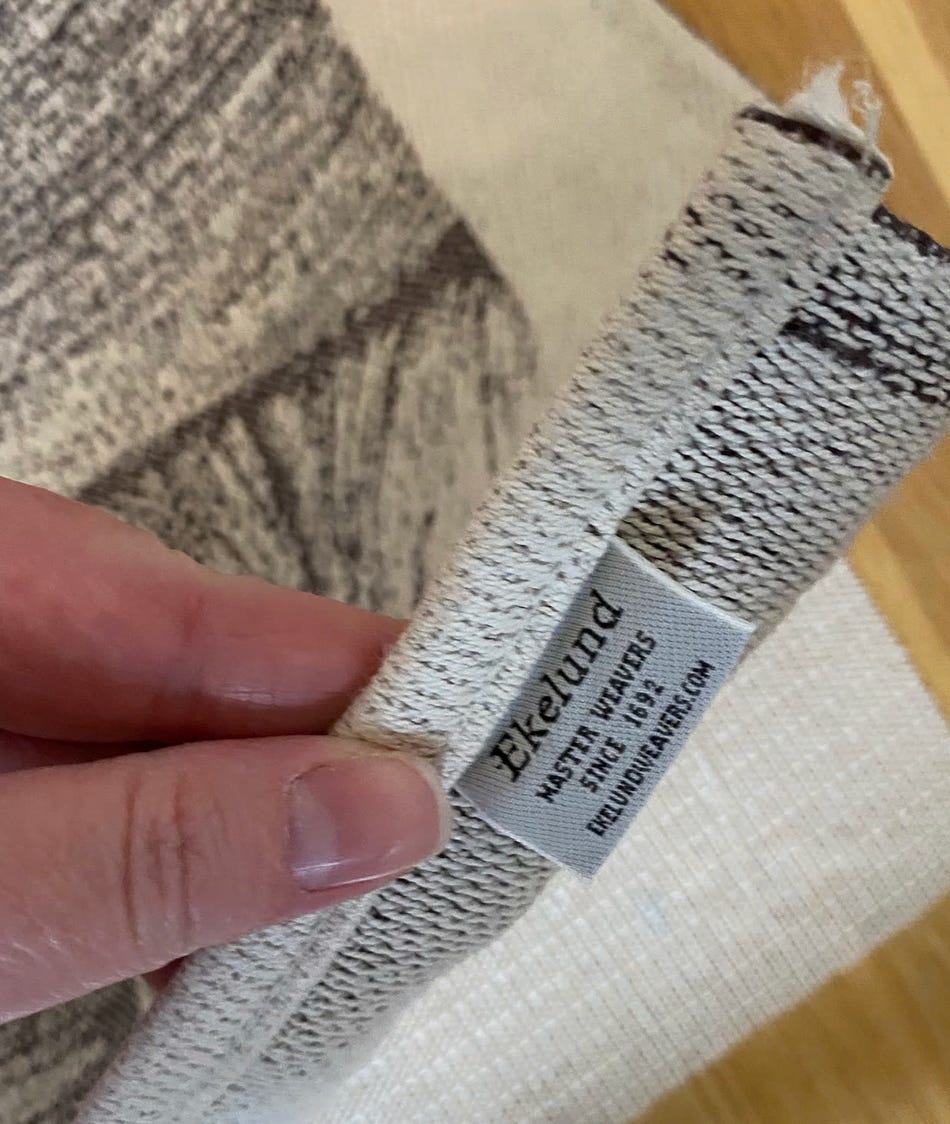 Ekelund
MASTER WEAVERS
SINCE 1692
EKELUNDWEAVERS.COM